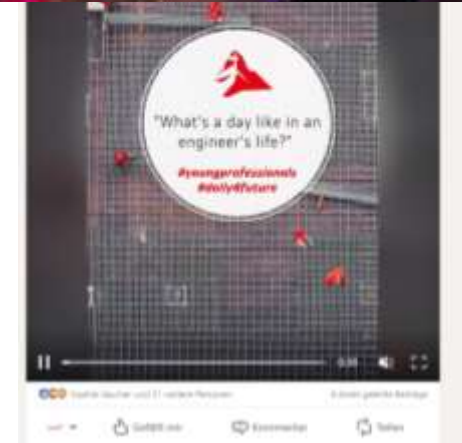 "What's a day like in an
engineer's life?"
#youngprofessionals
#daily4future
Gefällt mir
Kommentar
Teilen